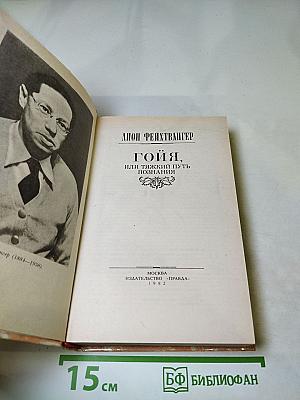 ЛИОН ФЕЙХТВАНГЕР
ГОЙЯ,
ИЛИ ТЯЖКИЙ ПУТЬ
ПОЗНАНИЯ
МОСКВА
ИЗДАТЕЛЬСТВО «ПРАВДА»
1982
15 см
БФ БИБЛИОФАН